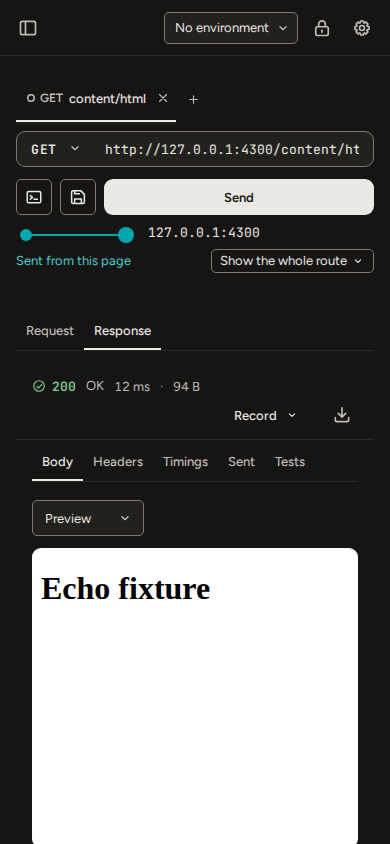 No environment
GET content/html
GET http://127.0.0.1:4300/content/ht
Send
127.0.0.1:4300
Sent from this page Show the whole route
Request Response
200 OK 12 ms · 94 B
Record
Body Headers Timings Sent Tests
Preview
Echo fixture